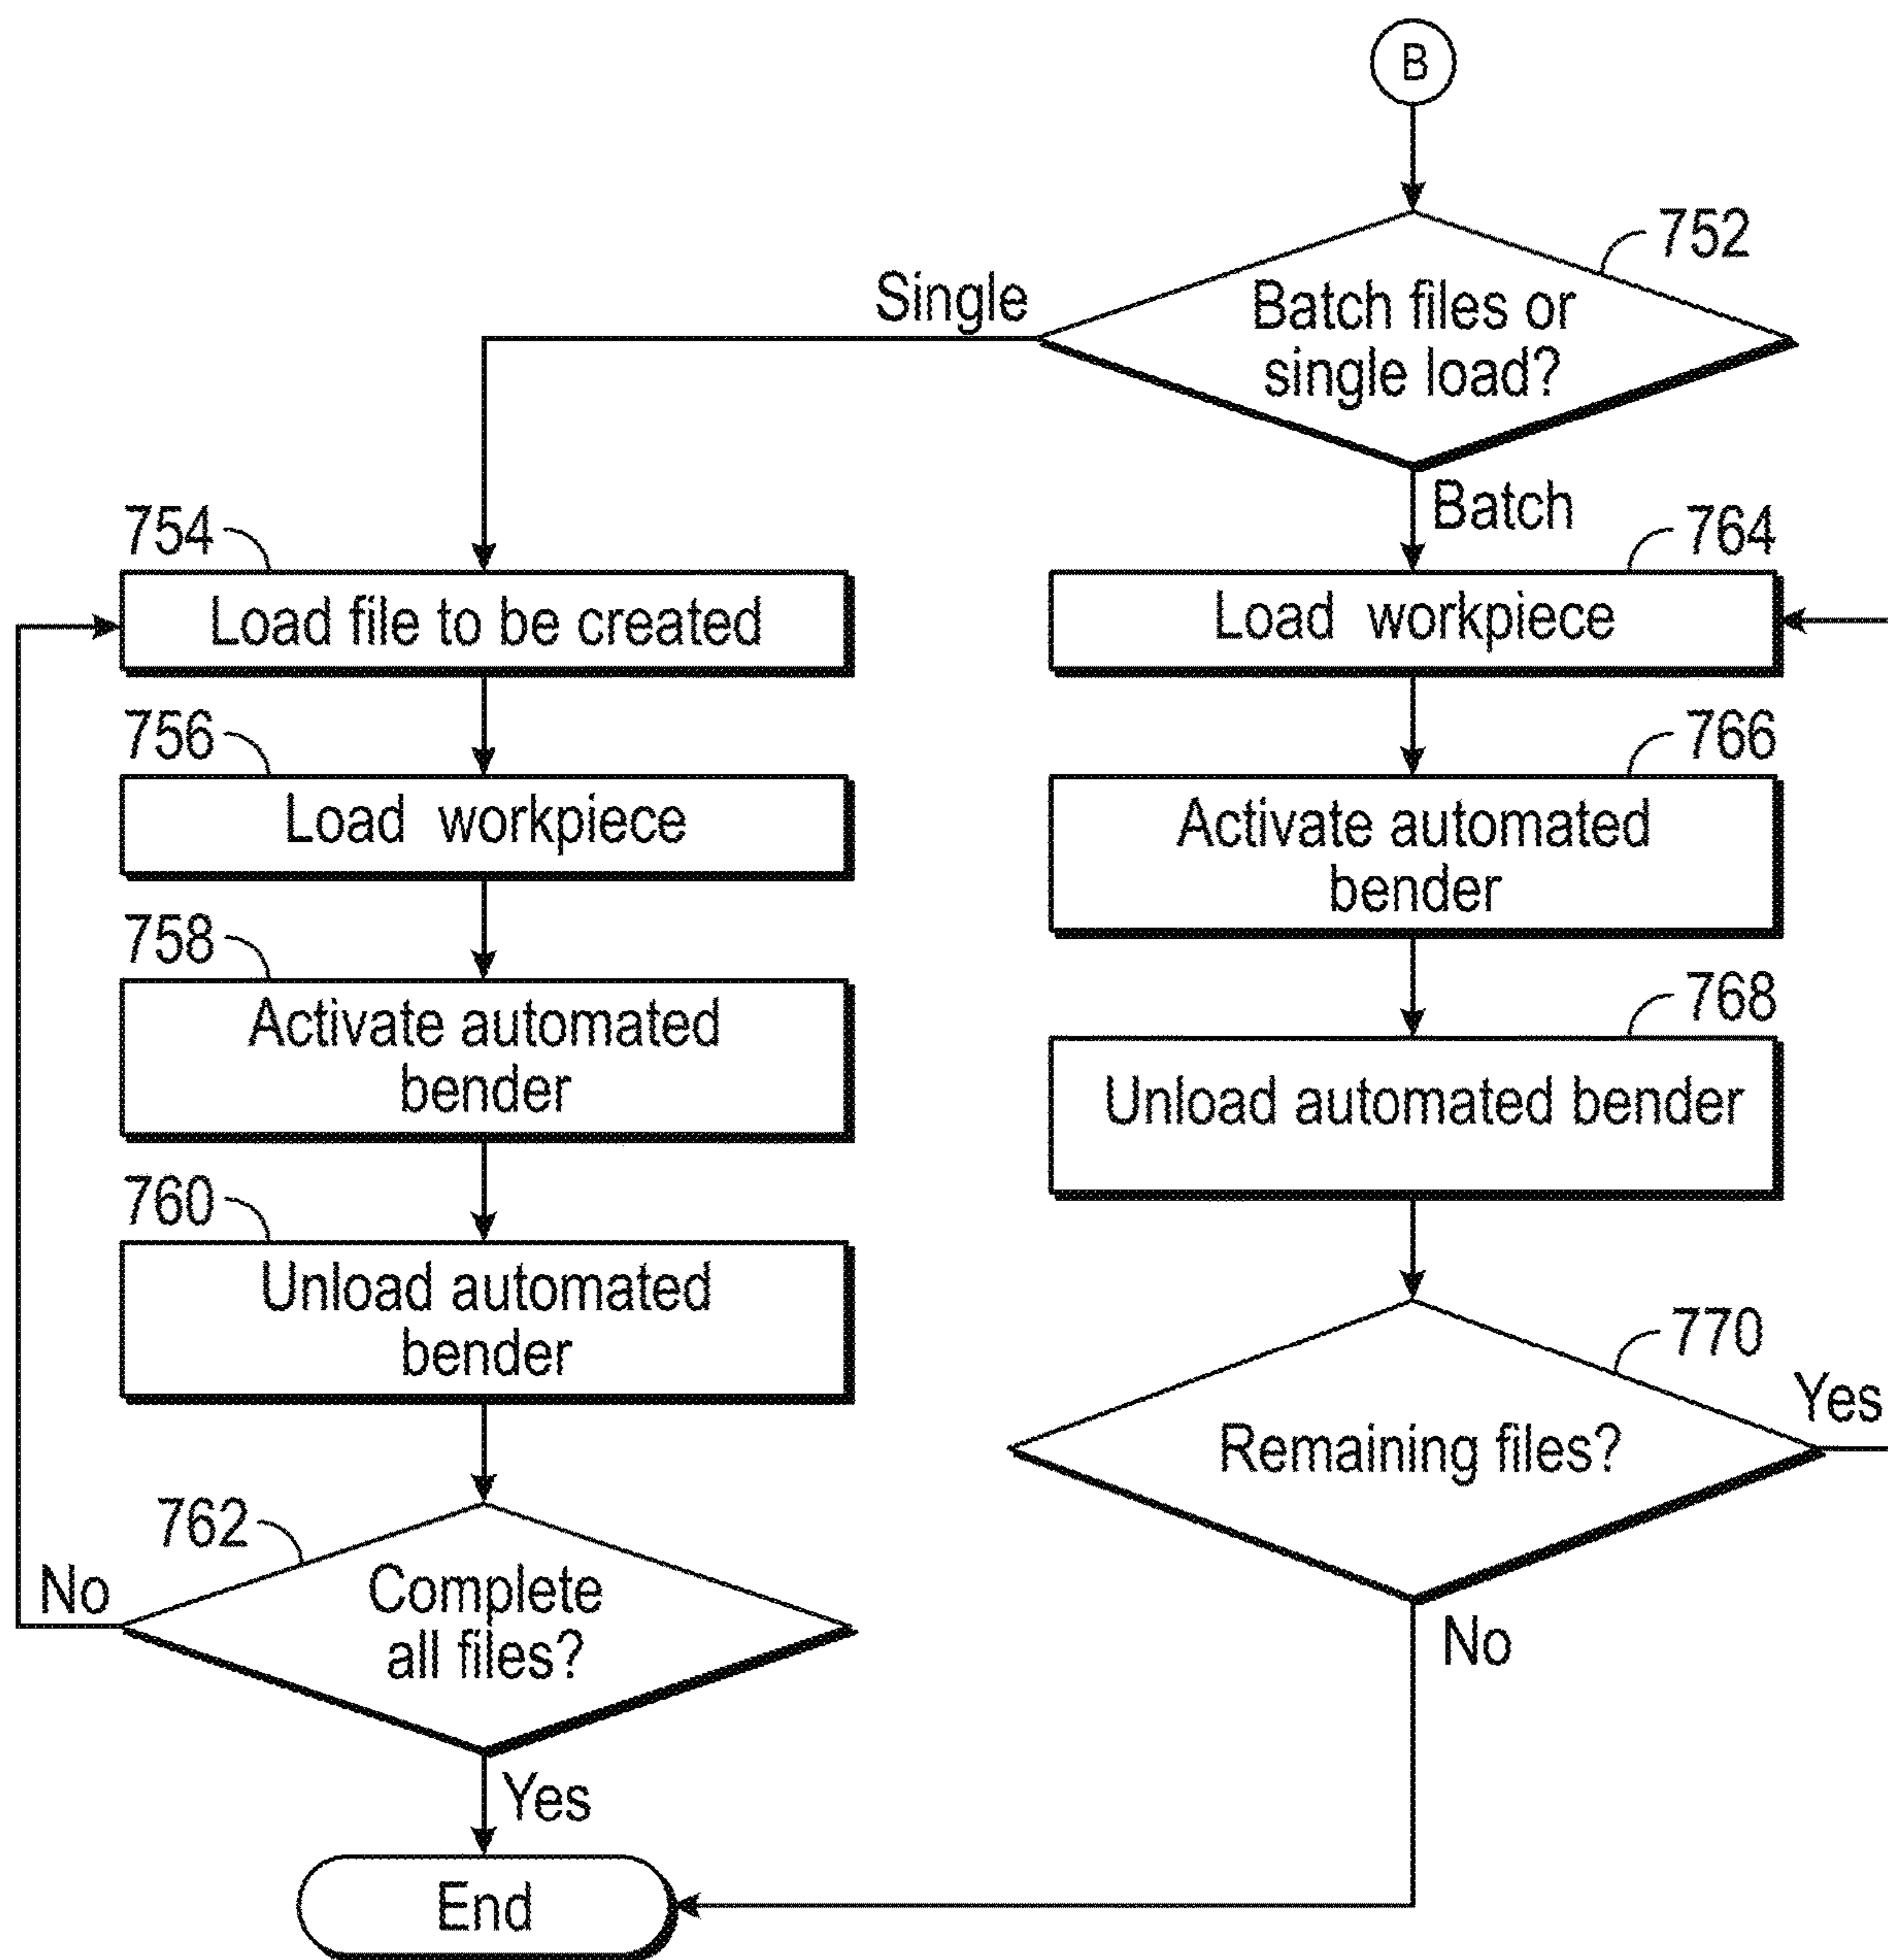 B
752
Batch files or
single load?
Single
Batch
754
Load file to be created
756
Load workpiece
758
Activate automated
bender
760
Unload automated
bender
762
Complete
all files?
No
Yes
End
764
Load workpiece
766
Activate automated
bender
768
Unload automated bender
770
Remaining files?
Yes
No